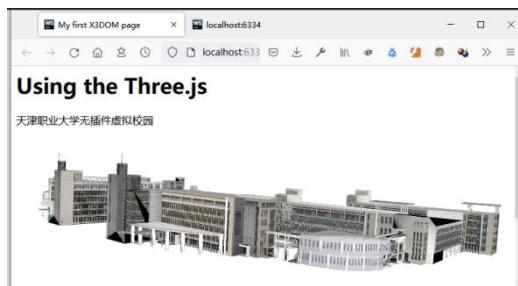 My first X3DOM page
localhost:6334
localhost:633
Using the Three.js
天津职业大学无插件虚拟校园